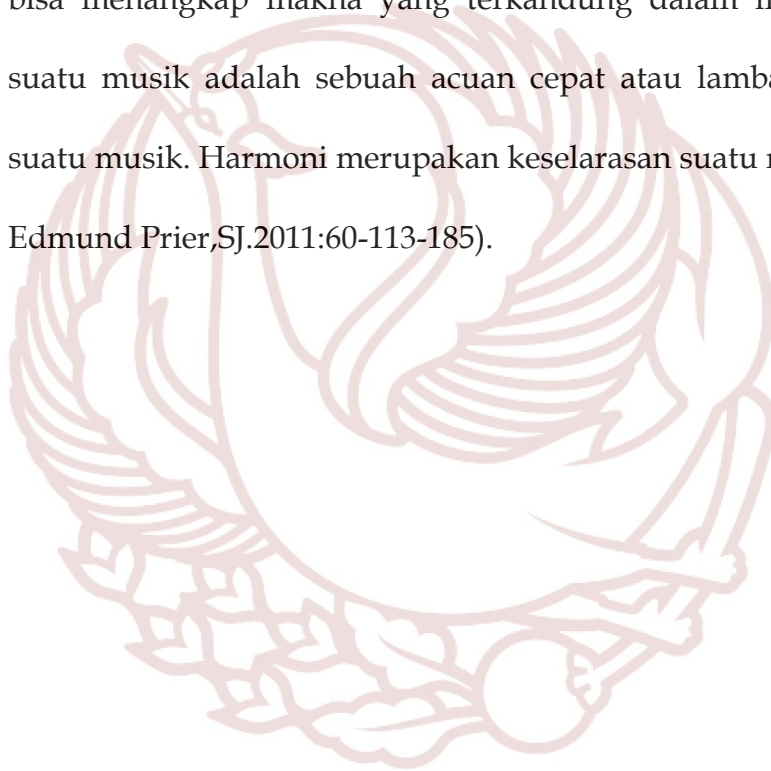 bisa menangkap makna yang terkandung dalam
suatu musik adalah sebuah acuan cepat atau
suatu musik. Harmoni merupakan keselarasan suatu
Edmund Prier,SJ.2011:60-113-185).